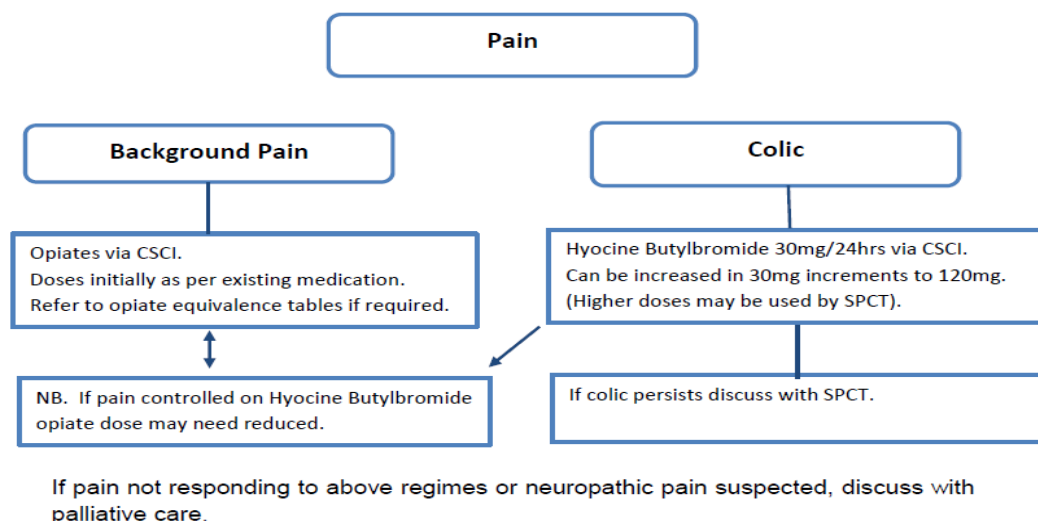 Pain
Background Pain
Opiates via CSCI.
Doses initially as per existing medication.
Refer to opiate equivalence tables if required.
NB. If pain controlled on Hyocine Butylbromide
opiate dose may need reduced.
Colic
Hyocine Butylbromide 30mg/24hrs via CSCI.
Can be increased in 30mg increments to 120mg.
(Higher doses may be used by SPCT).
If colic persists discuss with SPCT.
If pain not responding to above regimes or neuropathic pain suspected, discuss with
palliative care.